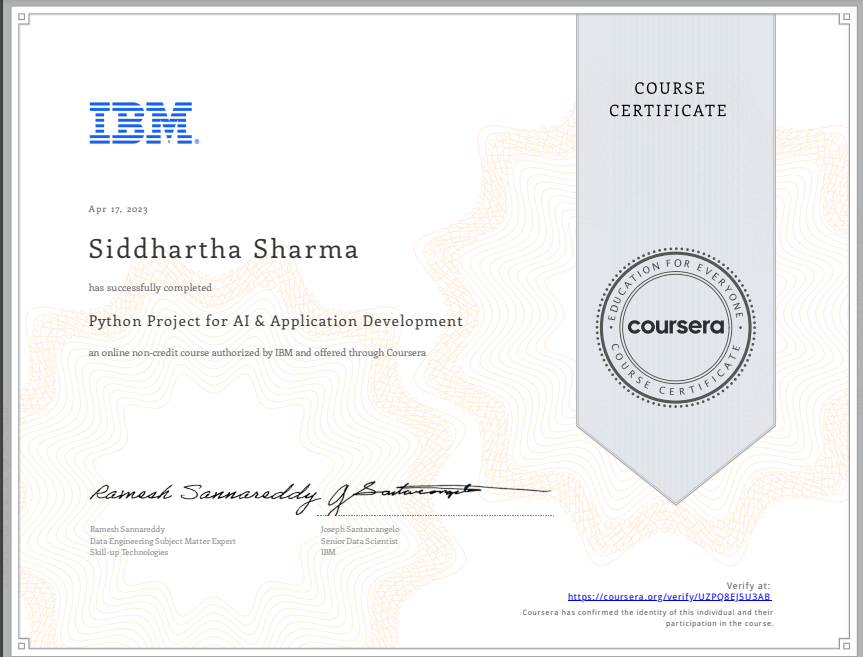 COURSE
CERTIFICATE
IBM®
Apr 17, 2023
Siddhartha Sharma
has successfully completed
Python Project for AI & Application Development
an online non-credit course authorized by IBM and offered through Coursera
EDUCATION FOR EVERYONE
coursera
COURSE CERTIFICATE
Ramesh Sannareddy
J Santarcangelo
Ramesh Sannareddy
Data Engineering Subject Matter Expert
Skill-up Technologies
Joseph Santarcangelo
Senior Data Scientist
IBM
Verify at:
https://coursera.org/verify/UZPQ8EJ5U3AB
Coursera has confirmed the identity of this individual and their
participation in the course.